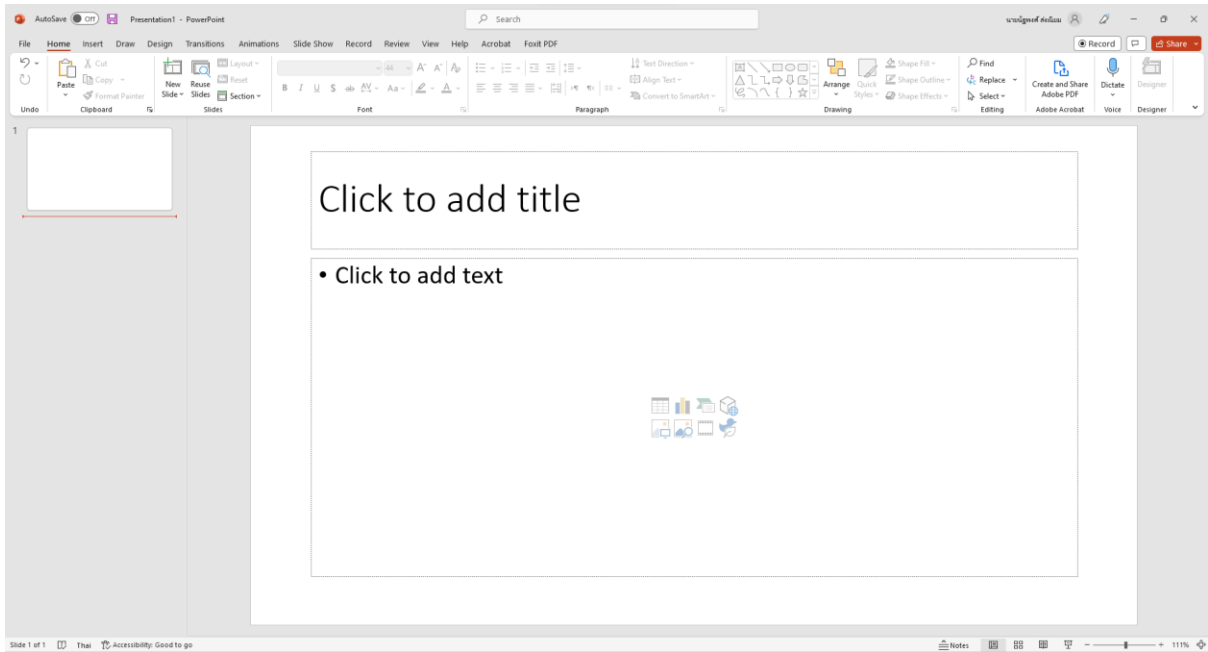 AutoSave Off Presentation1 - PowerPoint Search
File Home Insert Draw Design Transitions Animations Slide Show Record Review View Help Acrobat Foxit PDF Record Share
Cut Layout Text Direction Shape Fill Find
Paste Copy New Slide Reuse Slides Reset B I U S ab AV Aa A Align Text Arrange Quick Styles Shape Outline Replace Create and Share Adobe PDF Dictate Designer
Format Painter Section Convert to SmartArt Shape Effects Select
Undo Clipboard Slides Font Paragraph Drawing Editing Adobe Acrobat Voice Designer
1
Click to add title
• Click to add text
Slide 1 of 1 Thai Accessibility: Good to go Notes 111%